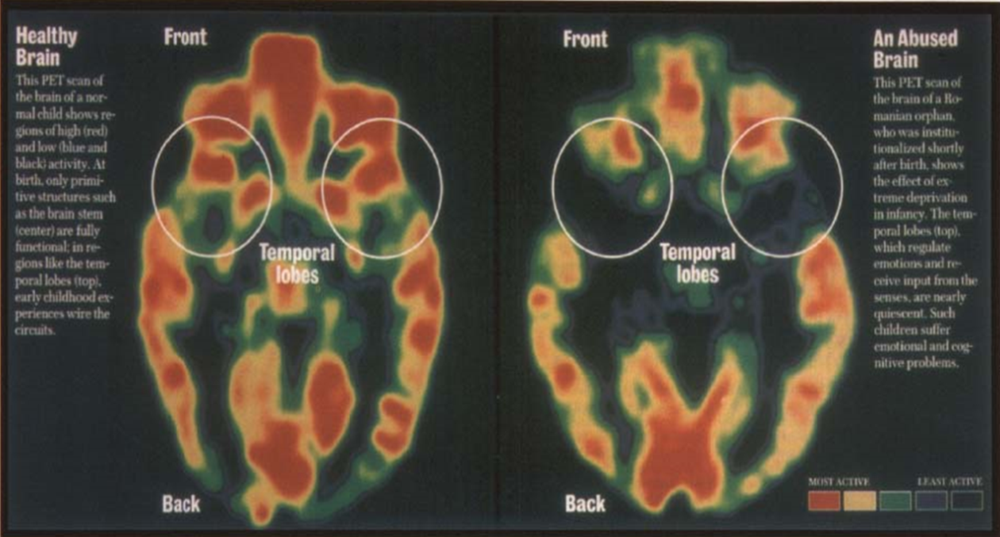 Healthy
Brain
This PET scan of
the brain of a nor-
mal child shows re-
gions of high (red)
and low (blue and
black) activity. At
birth, only primi-
tive structures such
as the brain stem
(center) are fully
functional; in re-
gions like the tem-
poral lobes (top),
early childhood ex-
periences wire the
circuits.
Front
Temporal
lobes
Back
Front
Temporal
lobes
Back
An Abused
Brain
This PET scan of
the brain of a Ro-
manian orphan,
who was institu-
tionalized shortly
after birth, shows
the effect of ex-
treme deprivation
in infancy. The tem-
poral lobes (top),
which regulate
emotions and re-
ceive input from the
senses, are nearly
quiescent. Such
children suffer
emotional and cog-
nitive problems.
MOST ACTIVE LEAST ACTIVE